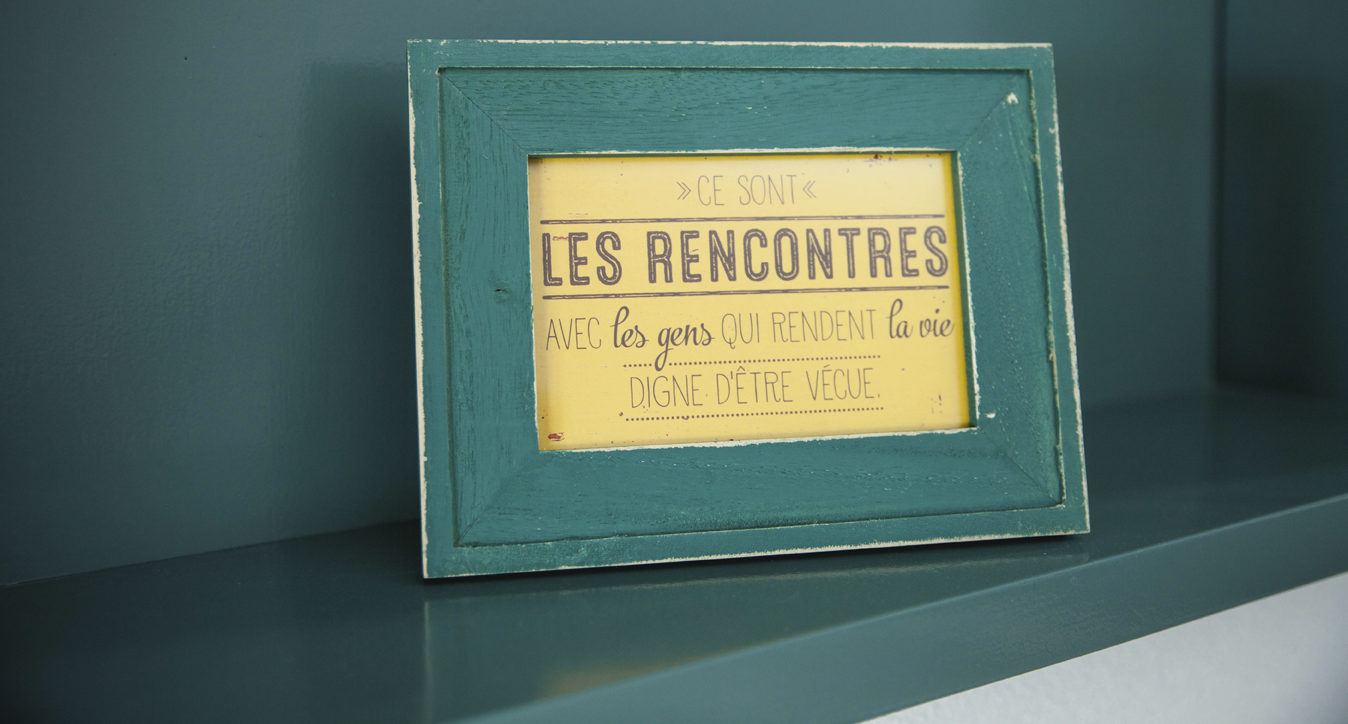 »CE SONT«
LES RENCONTRES
AVEC les gens QUI RENDENT la vie
DIGNE D'ÊTRE VÉCUE.